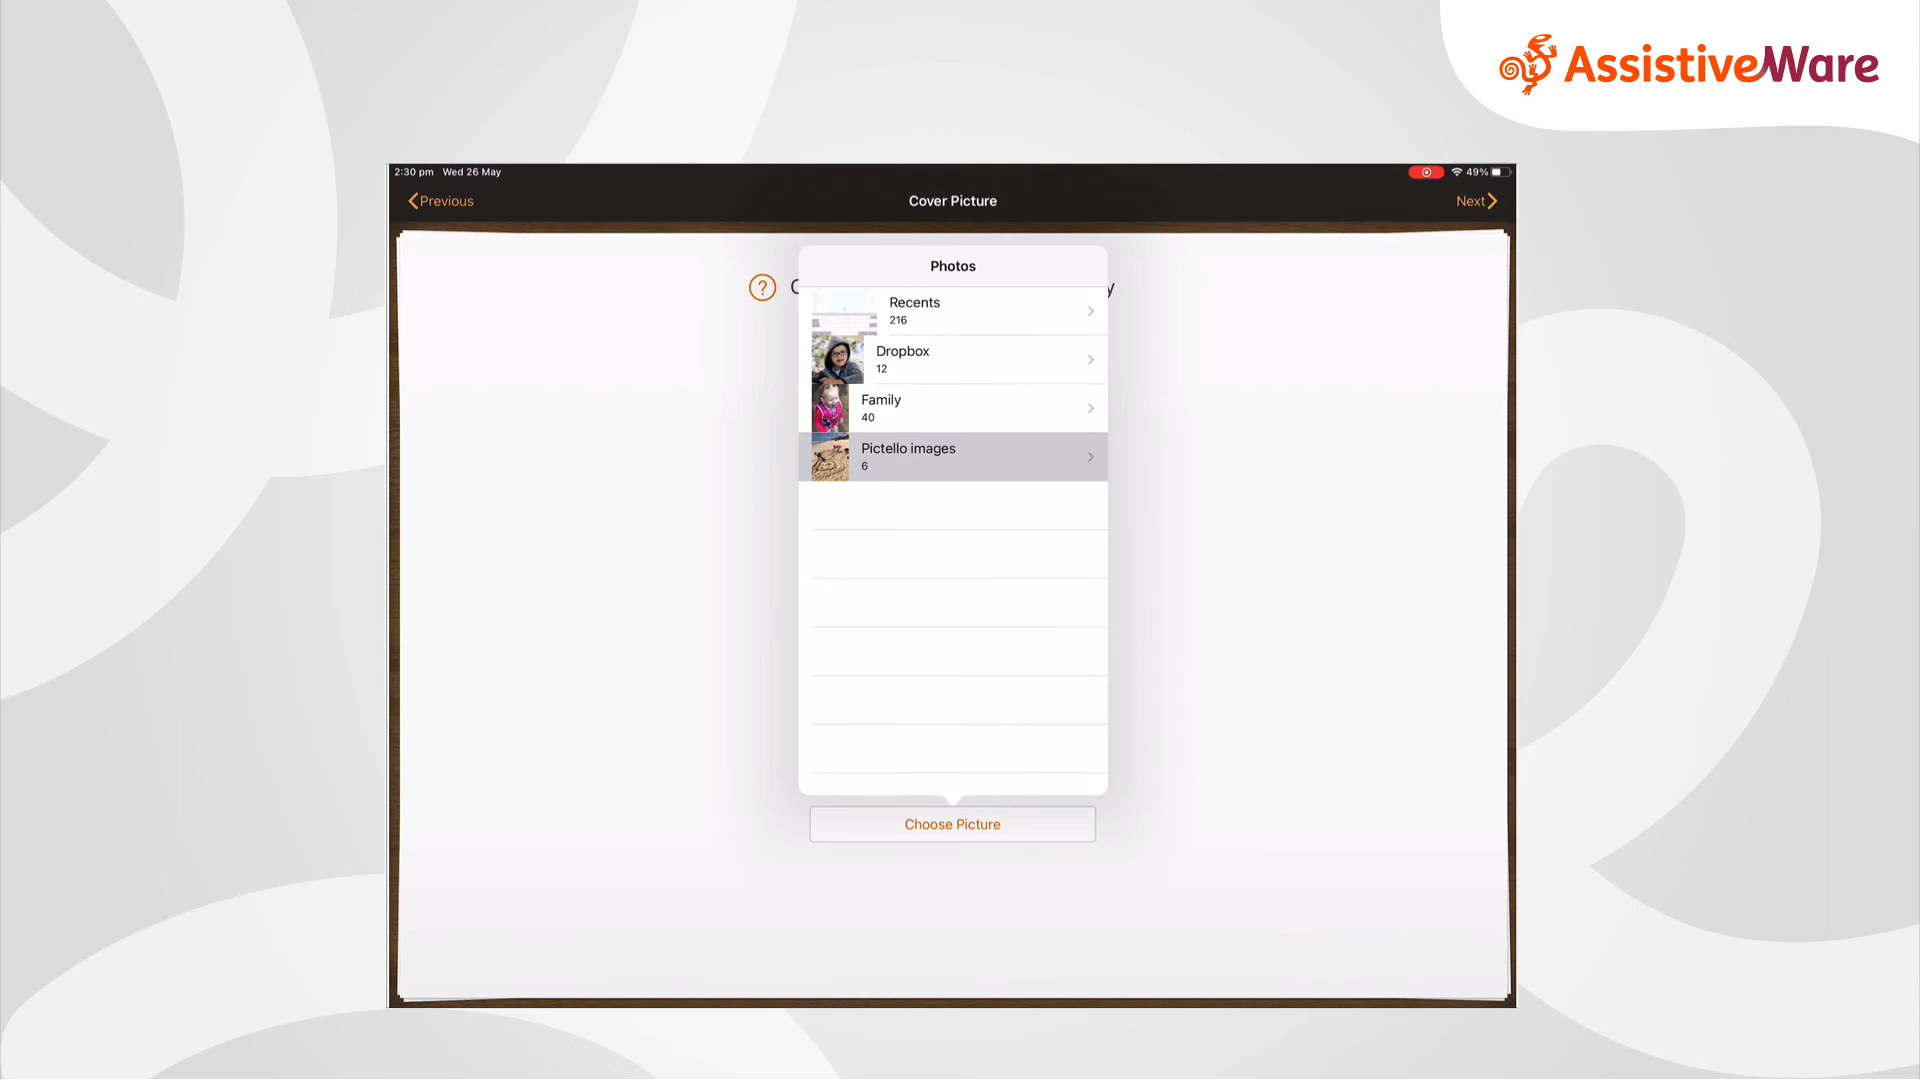 AssistiveWare
2:30 pm Wed 26 May
49%
Previous
Cover Picture
Next
Photos
?
Recents
216
Dropbox
12
Family
40
Pictello images
6
Choose Picture